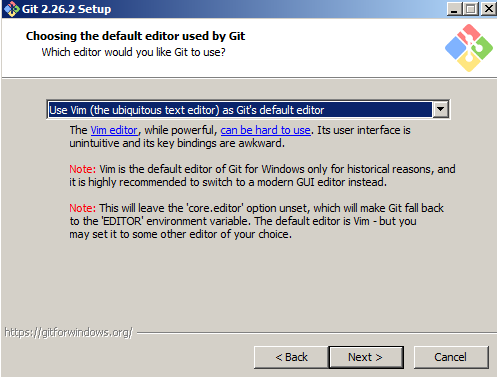 Git 2.26.2 Setup
Choosing the default editor used by Git
Which editor would you like Git to use?
Use Vim (the ubiquitous text editor) as Git's default editor
The Vim editor, while powerful, can be hard to use. Its user interface is
unintuitive and its key bindings are awkward.
Note: Vim is the default editor of Git for Windows only for historical reasons, and
it is highly recommended to switch to a modern GUI editor instead.
Note: This will leave the 'core.editor' option unset, which will make Git fall back
to the 'EDITOR' environment variable. The default editor is Vim - but you
may set it to some other editor of your choice.
https://gitforwindows.org/
< Back
Next >
Cancel